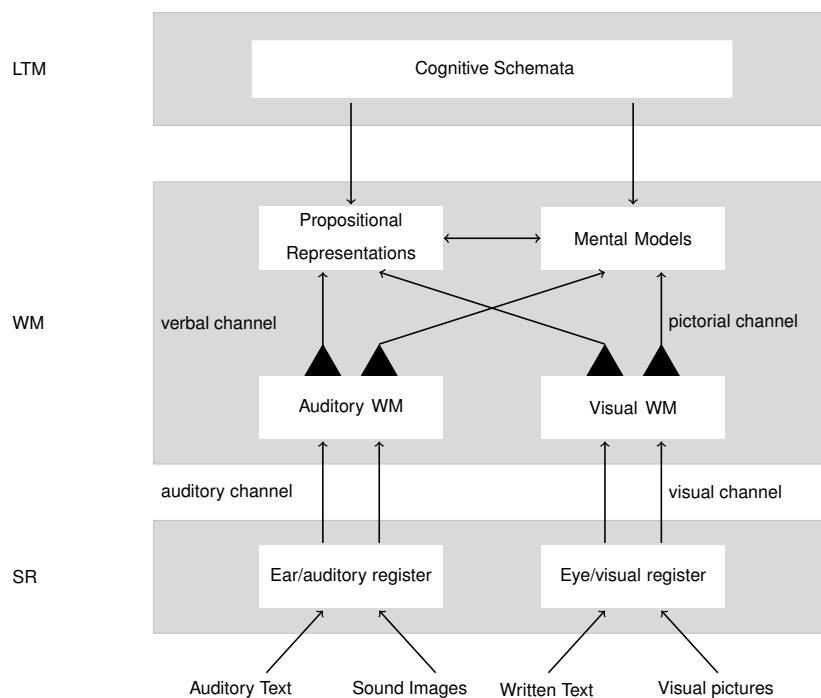 LTM
Cognitive Schemata
Propositional
Representations
Mental Models
WM
verbal channel
pictorial channel
Auditory WM
Visual WM
auditory channel
visual channel
SR
Ear/auditory register
Eye/visual register
Auditory Text
Sound Images
Written Text
Visual pictures